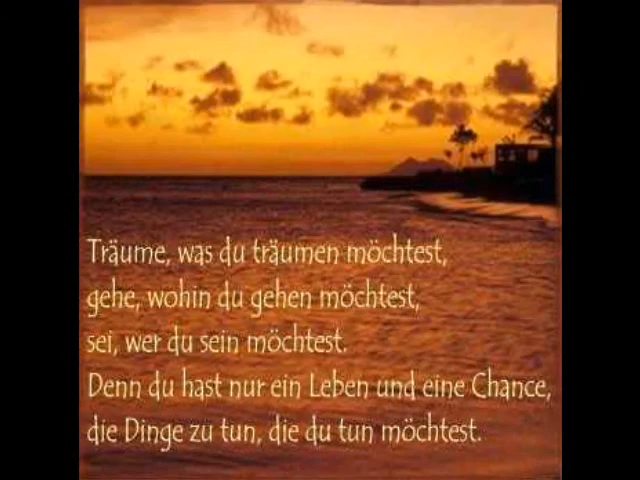 Träume, was du träumen möchtest,
gehe, wohin du gehen möchtest,
sei, wer du sein möchtest.
Denn du hast nur ein Leben und eine Chance,
die Dinge zu tun, die du tun möchtest.